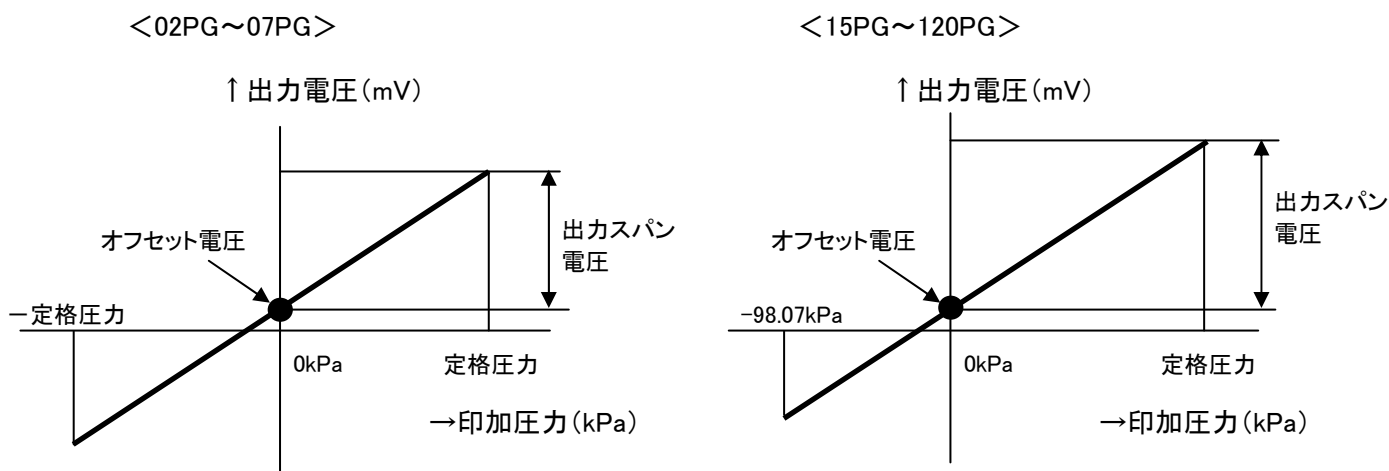 ＜02PG～07PG＞
↑出力電圧(mV)
オフセット電圧
出力スパン
電圧
－定格圧力
0kPa
定格圧力
→印加圧力(kPa)
＜15PG～120PG＞
↑出力電圧(mV)
オフセット電圧
出力スパン
電圧
-98.07kPa
0kPa
定格圧力
→印加圧力(kPa)